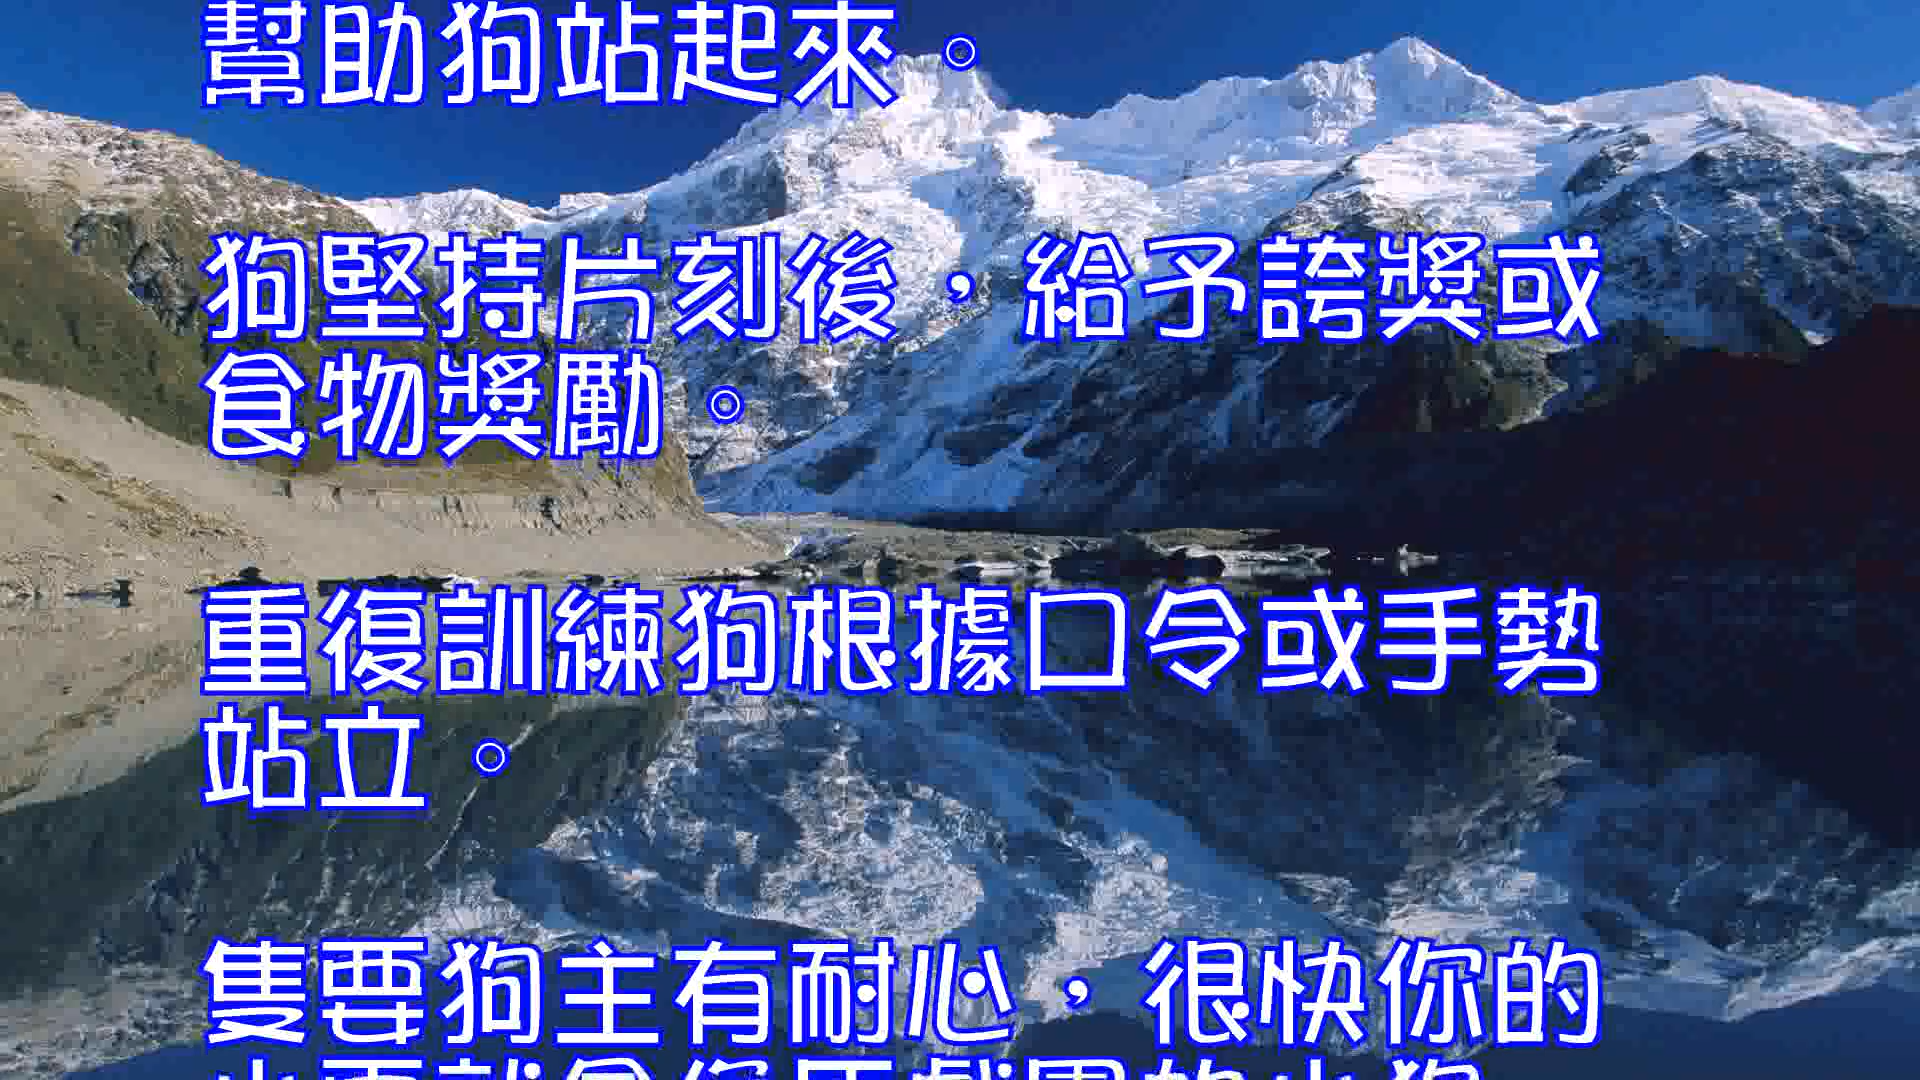 幫助狗站起來。
狗堅持片刻後，給予誇獎或
食物獎勵。
重復訓練狗根據口令或手勢
站立。
隻要狗主有耐心，很快你的